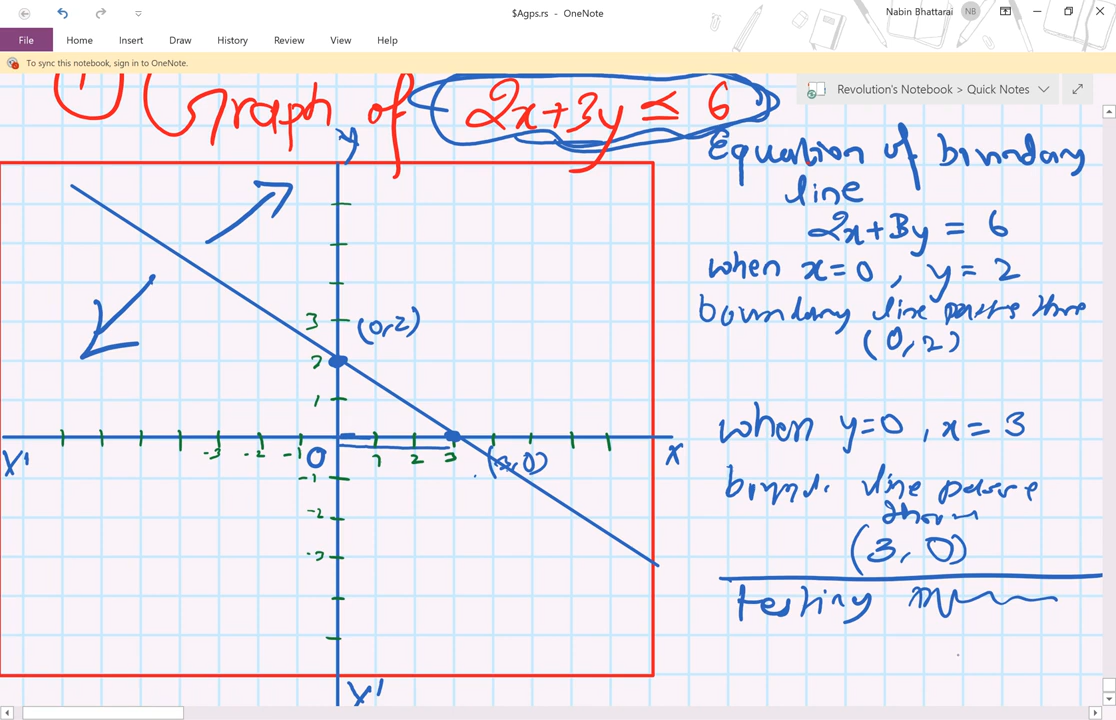 $Agps.rs - OneNote
Nabin Bhattarai NB
File Home Insert Draw History Review View Help
To sync this notebook, sign in to OneNote.
Revolution's Notebook > Quick Notes
① Graph of 2x+3y ≤ 6
y
3
(0,2)
2
1
X' -3 -2 -1 O 1 2 3 (3,0) X
-1
-2
-3
Y'
Equation of boundary
line
2x+3y = 6
when x=0, y=2
boundary line passes
(0,2)
when y=0, x=3
line
(3, 0)
testing